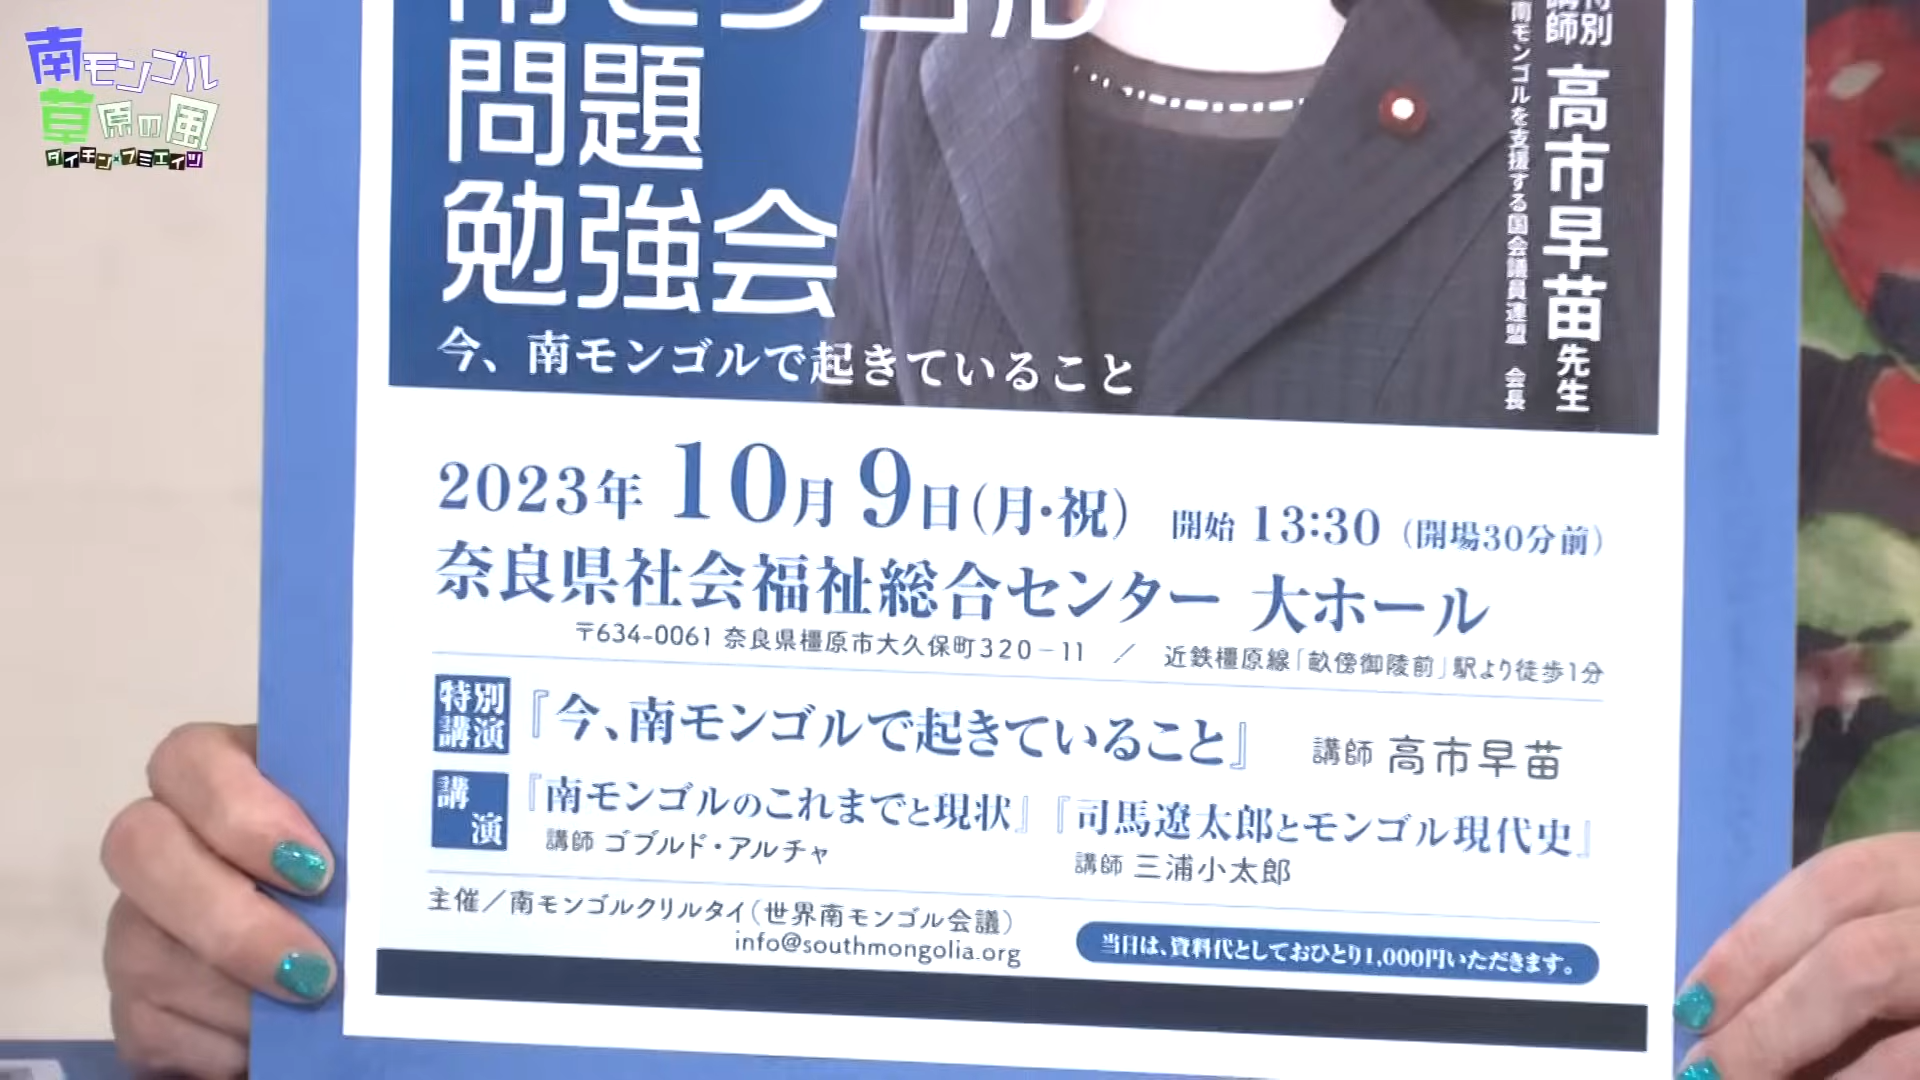 南モンゴル
草原の風
ダイチン・フミエイツ
南モンゴル
問題
勉強会
今、南モンゴルで起きていること
特別講師 高市早苗先生
南モンゴルを支援する国会議員連盟 会長
2023年 10月 9日(月・祝) 開始 13:30 (開場30分前)
奈良県社会福祉総合センター 大ホール
〒634-0061 奈良県橿原市大久保町320-11 / 近鉄橿原線「畝傍御陵前」駅より徒歩1分
特別講演 『今、南モンゴルで起きていること』 講師 高市早苗
講演 『南モンゴルのこれまでと現状』 『司馬遼太郎とモンゴル現代史』
講師 ゴブルド・アルチャ 講師 三浦小太郎
主催/南モンゴルクリルタイ(世界南モンゴル会議)
info@southmongolia.org
当日は、資料代としておひとり1,000円いただきます。